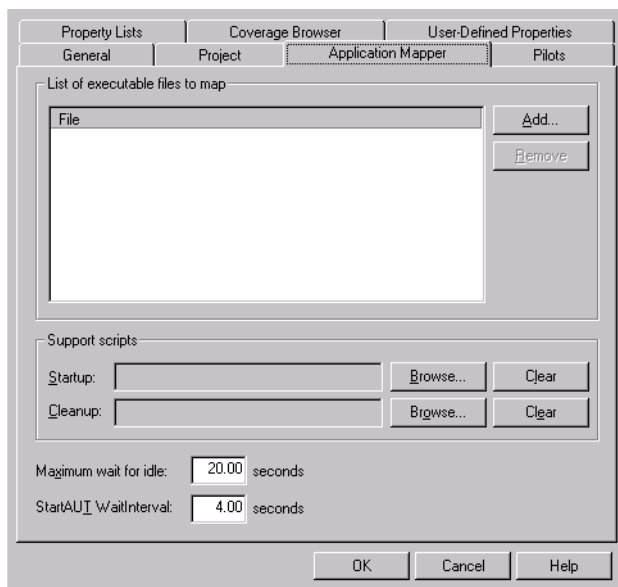 Property Lists Coverage Browser User-Defined Properties
General Project Application Mapper Pilots
List of executable files to map
File
Add...
Remove
Support scripts
Startup: Browse... Clear
Cleanup: Browse... Clear
Maximum wait for idle: 20.00 seconds
StartAUT WaitInterval: 4.00 seconds
OK Cancel Help